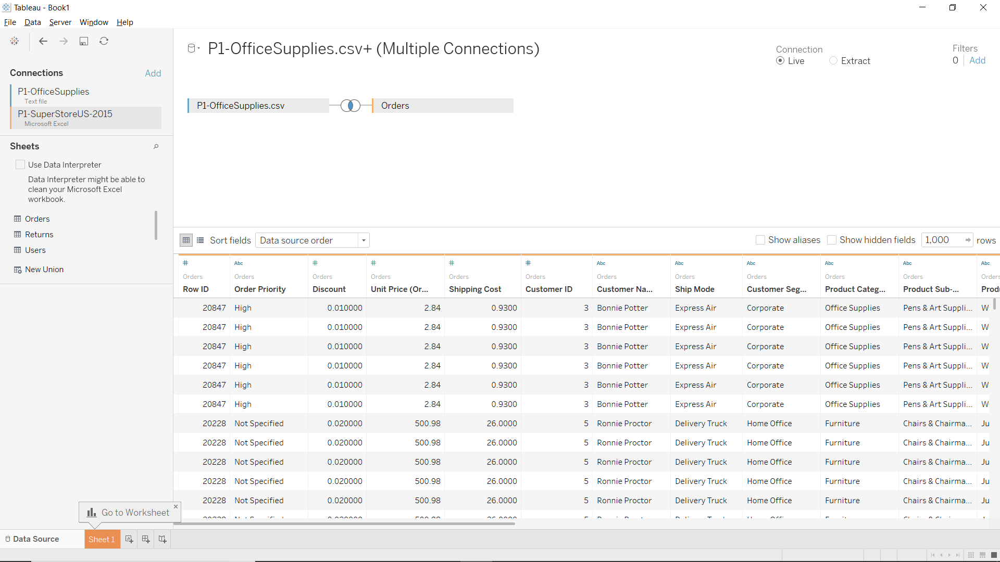 Tableau - Book1
File Data Server Window Help
P1-OfficeSupplies.csv+ (Multiple Connections)
Connection
Live Extract
Filters
0 Add
Connections Add
P1-OfficeSupplies
Text file
P1-SuperStoreUS-2015
Microsoft Excel
P1-OfficeSupplies.csv Orders
Sheets
Use Data Interpreter
Data Interpreter might be able to
clean your Microsoft Excel
workbook.
Orders
Returns
Users
New Union
Sort fields Data source order Show aliases Show hidden fields 1,000 rows
# Abc # # # # Abc Abc Abc Abc Abc Abc
Orders Orders Orders Orders Orders Orders Orders Orders Orders Orders Orders Orders
Row ID Order Priority Discount Unit Price (Or... Shipping Cost Customer ID Customer Na... Ship Mode Customer Seg... Product Categ... Product Sub-... Produ
20847 High 0.010000 2.84 0.9300 3 Bonnie Potter Express Air Corporate Office Supplies Pens & Art Suppli... W
20847 High 0.010000 2.84 0.9300 3 Bonnie Potter Express Air Corporate Office Supplies Pens & Art Suppli... W
20847 High 0.010000 2.84 0.9300 3 Bonnie Potter Express Air Corporate Office Supplies Pens & Art Suppli... W
20847 High 0.010000 2.84 0.9300 3 Bonnie Potter Express Air Corporate Office Supplies Pens & Art Suppli... W
20847 High 0.010000 2.84 0.9300 3 Bonnie Potter Express Air Corporate Office Supplies Pens & Art Suppli... W
20847 High 0.010000 2.84 0.9300 3 Bonnie Potter Express Air Corporate Office Supplies Pens & Art Suppli... W
20228 Not Specified 0.020000 500.98 26.0000 5 Ronnie Proctor Delivery Truck Home Office Furniture Chairs & Chairma... Ju
20228 Not Specified 0.020000 500.98 26.0000 5 Ronnie Proctor Delivery Truck Home Office Furniture Chairs & Chairma... Ju
20228 Not Specified 0.020000 500.98 26.0000 5 Ronnie Proctor Delivery Truck Home Office Furniture Chairs & Chairma... Ju
20228 Not Specified 0.020000 500.98 26.0000 5 Ronnie Proctor Delivery Truck Home Office Furniture Chairs & Chairma... Ju
20228 Not Specified 0.020000 500.98 26.0000 5 Ronnie Proctor Delivery Truck Home Office Furniture Chairs & Chairma... Ju
Go to Worksheet
Data Source Sheet 1